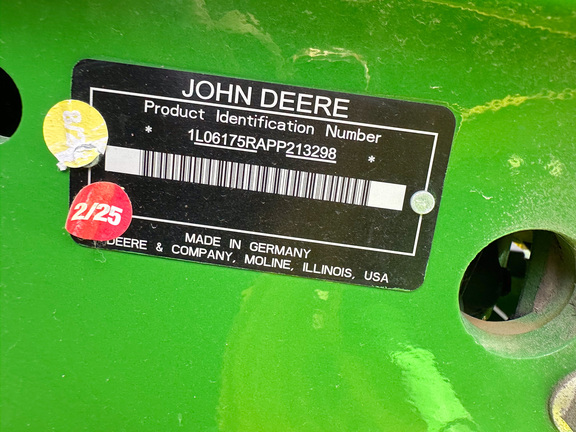 JOHN DEERE
Product Identification Number
* 1L06175RAPP213298 *
2/25
MADE IN GERMANY
DEERE & COMPANY, MOLINE, ILLINOIS, USA